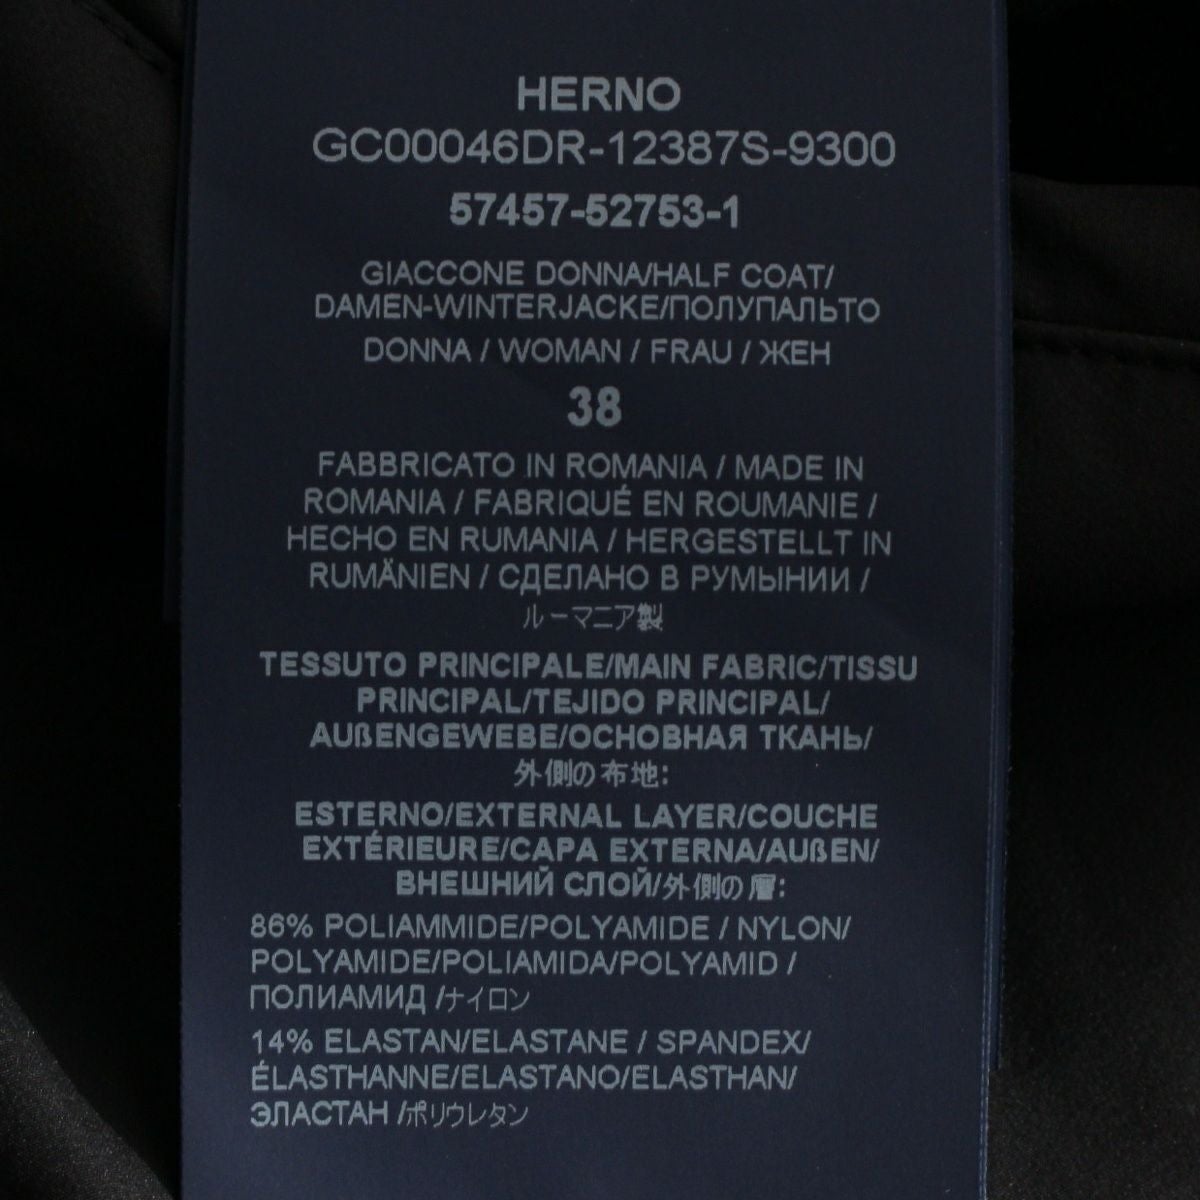 HERNO
GC00046DR-12387S-9300
57457-52753-1
GIACCONE DONNA/HALF COAT/
DAMEN-WINTERJACKE/ПОЛУПАЛЬТО
DONNA / WOMAN / FRAU / ЖЕН
38
FABBRICATO IN ROMANIA / MADE IN
ROMANIA / FABRIQUÉ EN ROUMANIE /
HECHO EN RUMANIA / HERGESTELLT IN
RUMÄNIEN / СДЕЛАНО В РУМЫНИИ /
ルーマニア製
TESSUTO PRINCIPALE/MAIN FABRIC/TISSU
PRINCIPAL/TEJIDO PRINCIPAL/
AUßENGEWEBE/ОСНОВНАЯ ТКАНЬ/
外側の布地:
ESTERNO/EXTERNAL LAYER/COUCHE
EXTÉRIEURE/CAPA EXTERNA/AUßEN/
ВНЕШНИЙ СЛОЙ/外側の層:
86% POLIAMMIDE/POLYAMIDE / NYLON/
POLYAMIDE/POLIAMIDA/POLYAMID /
ПОЛИАМИД /ナイロン
14% ELASTAN/ELASTANE / SPANDEX/
ÉLASTHANNE/ELASTANO/ELASTHAN/
ЭЛАСТАН /ポリウレタン